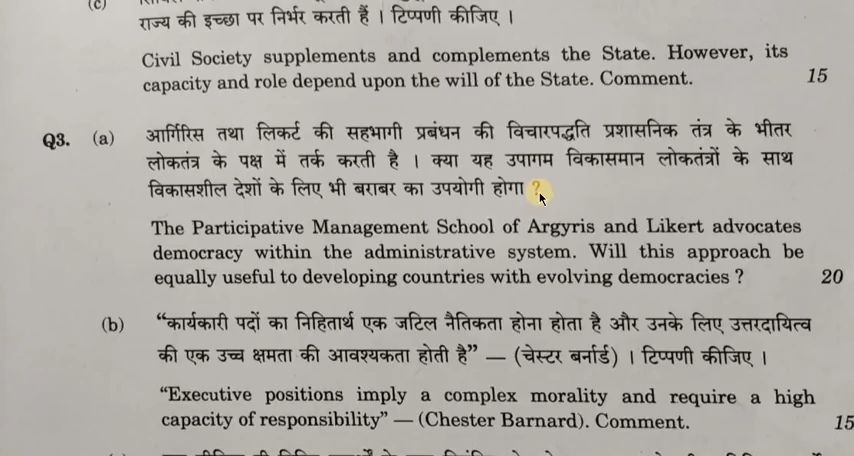 (c)
राज्य की इच्छा पर निर्भर करती हैं । टिप्पणी कीजिए ।
Civil Society supplements and complements the State. However, its
capacity and role depend upon the will of the State. Comment. 15
Q3. (a) आर्गिरिस तथा लिकर्ट की सहभागी प्रबंधन की विचारपद्धति प्रशासनिक तंत्र के भीतर
लोकतंत्र के पक्ष में तर्क करती है । क्या यह उपागम विकासमान लोकतंत्रों के साथ
विकासशील देशों के लिए भी बराबर का उपयोगी होगा ?
The Participative Management School of Argyris and Likert advocates
democracy within the administrative system. Will this approach be
equally useful to developing countries with evolving democracies ? 20
(b) “कार्यकारी पदों का निहितार्थ एक जटिल नैतिकता होना होता है और उनके लिए उत्तरदायित्व
की एक उच्च क्षमता की आवश्यकता होती है” — (चेस्टर बर्नार्ड) । टिप्पणी कीजिए ।
“Executive positions imply a complex morality and require a high
capacity of responsibility” — (Chester Barnard). Comment. 15